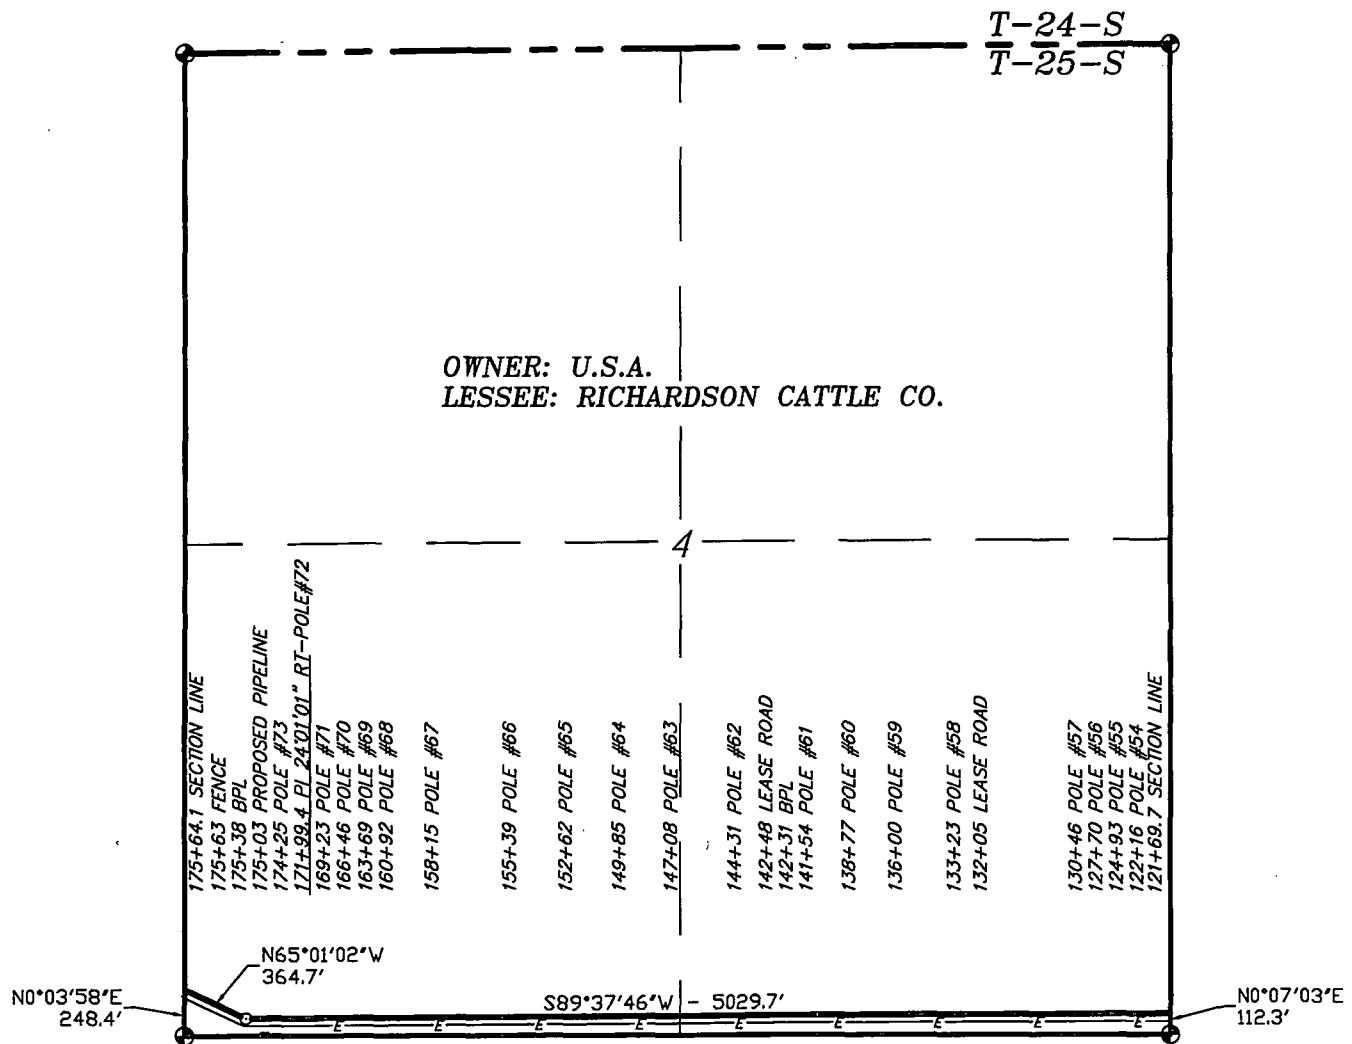 T-24-S
T-25-S
OWNER: U.S.A.
LESSEE: RICHARDSON CATTLE CO.
4
175+64.1 SECTION LINE
175+63 FENCE
175+38 BPL
175+03 PROPOSED PIPELINE
174+25 POLE #73
171+99.4 PI 24°01'01" RT-POLE#72
169+23 POLE #71
166+46 POLE #70
163+69 POLE #69
160+92 POLE #68
158+15 POLE #67
155+39 POLE #66
152+62 POLE #65
149+85 POLE #64
147+08 POLE #63
144+31 POLE #62
142+48 LEASE ROAD
142+31 BPL
141+54 POLE #61
138+77 POLE #60
136+00 POLE #59
133+23 POLE #58
132+05 LEASE ROAD
130+46 POLE #57
127+70 POLE #56
124+93 POLE #55
122+16 POLE #54
121+69.7 SECTION LINE
N65°01'02"W
364.7'
N0°03'58"E
248.4'
S89°37'46"W - 5029.7'
N0°07'03"E
112.3'
E E E E E E E E E